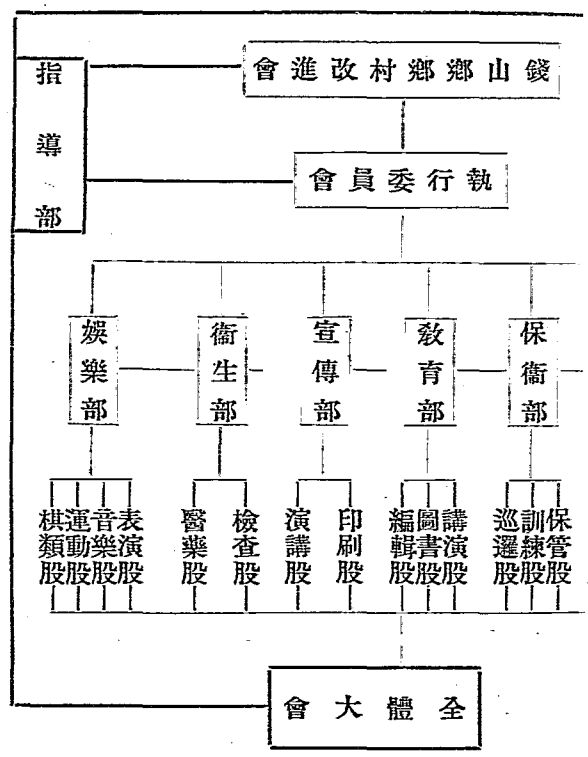 錢山鄉鄉村改進會
指導部
執行委員會
保衞部
敎育部
宣傳部
衞生部
娛樂部
保管股
訓練股
巡邏股
講演股
圖書股
編輯股
印刷股
演講股
檢查股
醫藥股
表演股
音樂股
運動股
棋類股
全體大會